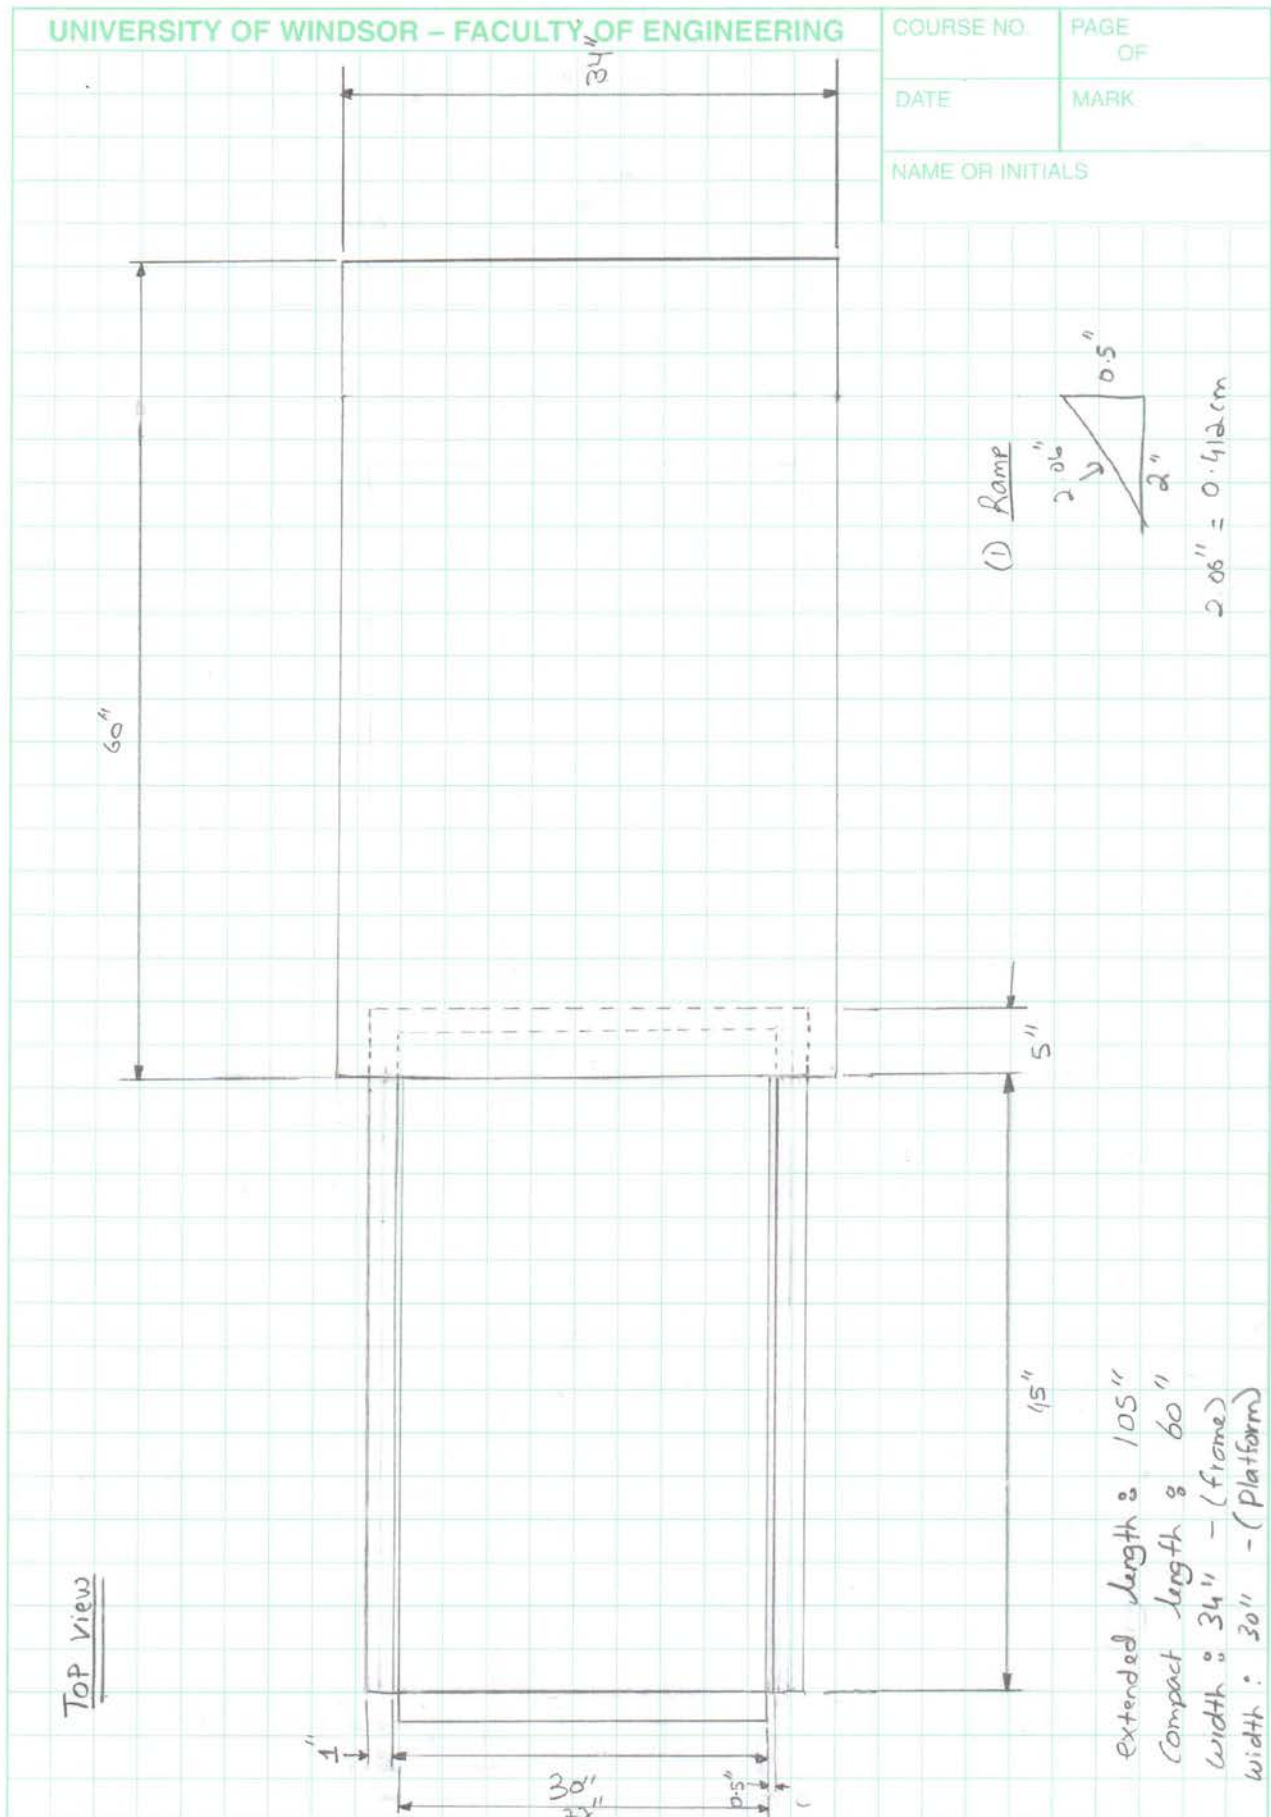 UNIVERSITY OF WINDSOR – FACULTY OF ENGINEERING
COURSE NO.
PAGE
OF
DATE
MARK
NAME OR INITIALS
34"
60"
(1) Ramp
2.06"
0.5"
2"
2.06" = 0.412cm
5"
45"
Top view
1"
30"
0.5"
extended length : 105"
Compact length : 60"
width : 34" - (frame)
width : 30" - (Platform)